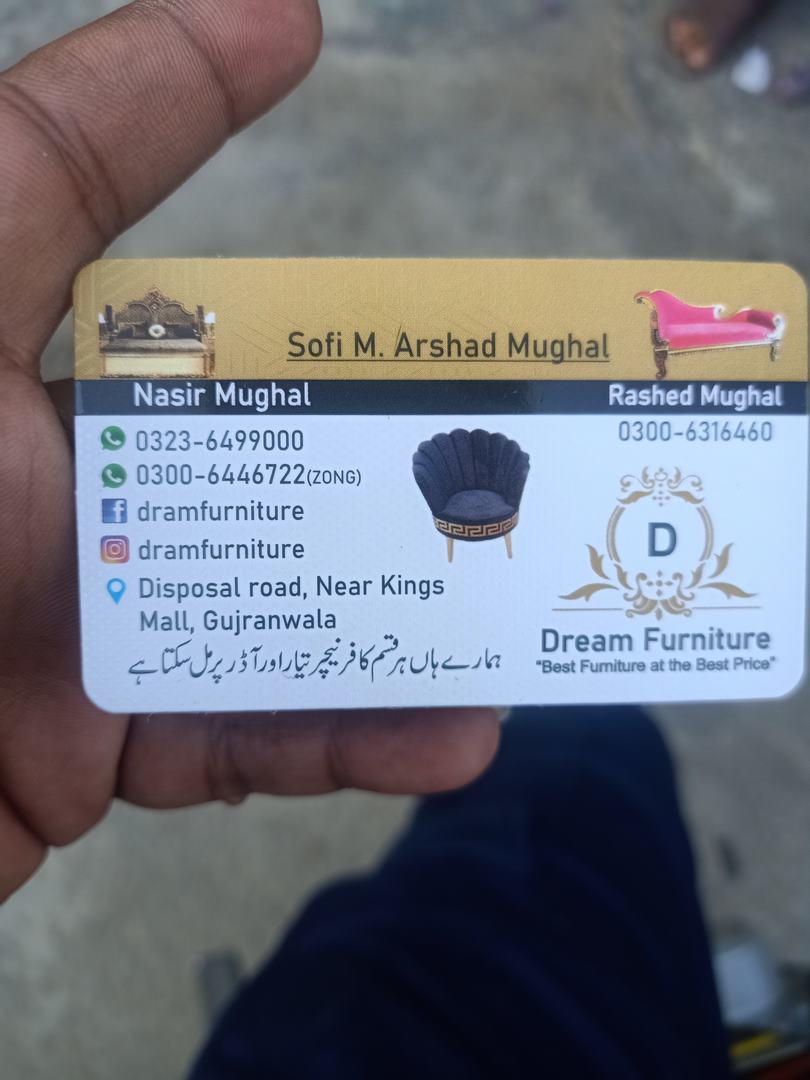 Sofi M. Arshad Mughal
Nasir Mughal
Rashed Mughal
0323-6499000
0300-6446722(ZONG)
dramfurniture
dramfurniture
Disposal road, Near Kings
Mall, Gujranwala
ہمارے ہاں ہر قسم کا فرنیچر تیار اور آڈر پر مل سکتا ہے
0300-6316460
D
Dream Furniture
"Best Furniture at the Best Price"